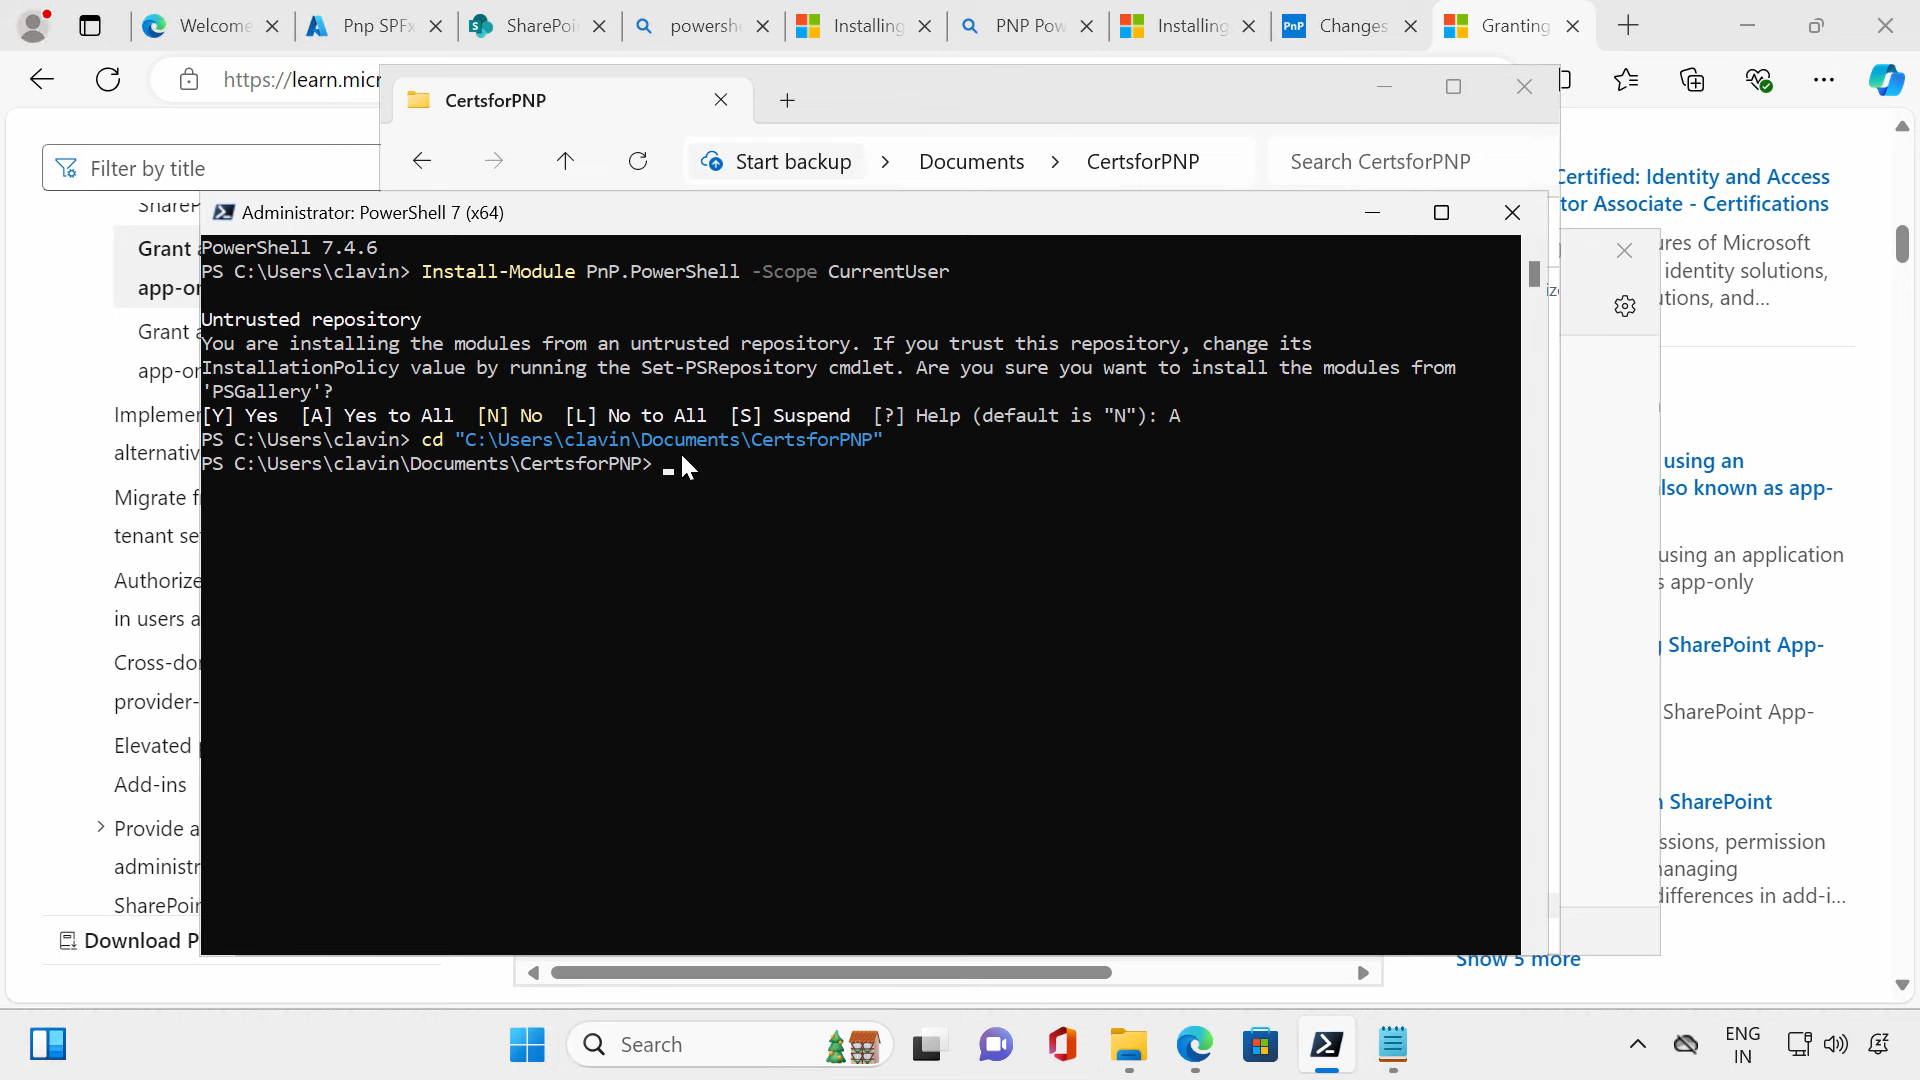 Welcome
Pnp SPFx
SharePoi
powershe
Installing
PNP Pow
Installing
Changes
Granting
https://learn.micr
CertsforPNP
Start backup > Documents > CertsforPNP
Search CertsforPNP
Filter by title
Administrator: PowerShell 7 (x64)
PowerShell 7.4.6
PS C:\Users\clavin> Install-Module PnP.PowerShell -Scope CurrentUser
Untrusted repository
You are installing the modules from an untrusted repository. If you trust this repository, change its
InstallationPolicy value by running the Set-PSRepository cmdlet. Are you sure you want to install the modules from
'PSGallery'?
[Y] Yes  [A] Yes to All  [N] No  [L] No to All  [S] Suspend  [?] Help (default is "N"): A
PS C:\Users\clavin> cd "C:\Users\clavin\Documents\CertsforPNP"
PS C:\Users\clavin\Documents\CertsforPNP>
Grant
app-on
Grant
app-on
Implemen
alternativ
Migrate f
tenant se
Authorize
in users a
Cross-do
provider-
Elevated
Add-ins
Provide a
administr
SharePoi
Download P
Certified: Identity and Access
tor Associate - Certifications
ures of Microsoft
identity solutions,
utions, and...
using an
lso known as app-
using an application
s app-only
SharePoint App-
SharePoint App-
SharePoint
ssions, permission
managing
differences in add-i...
Show 5 more
Search
ENG
IN